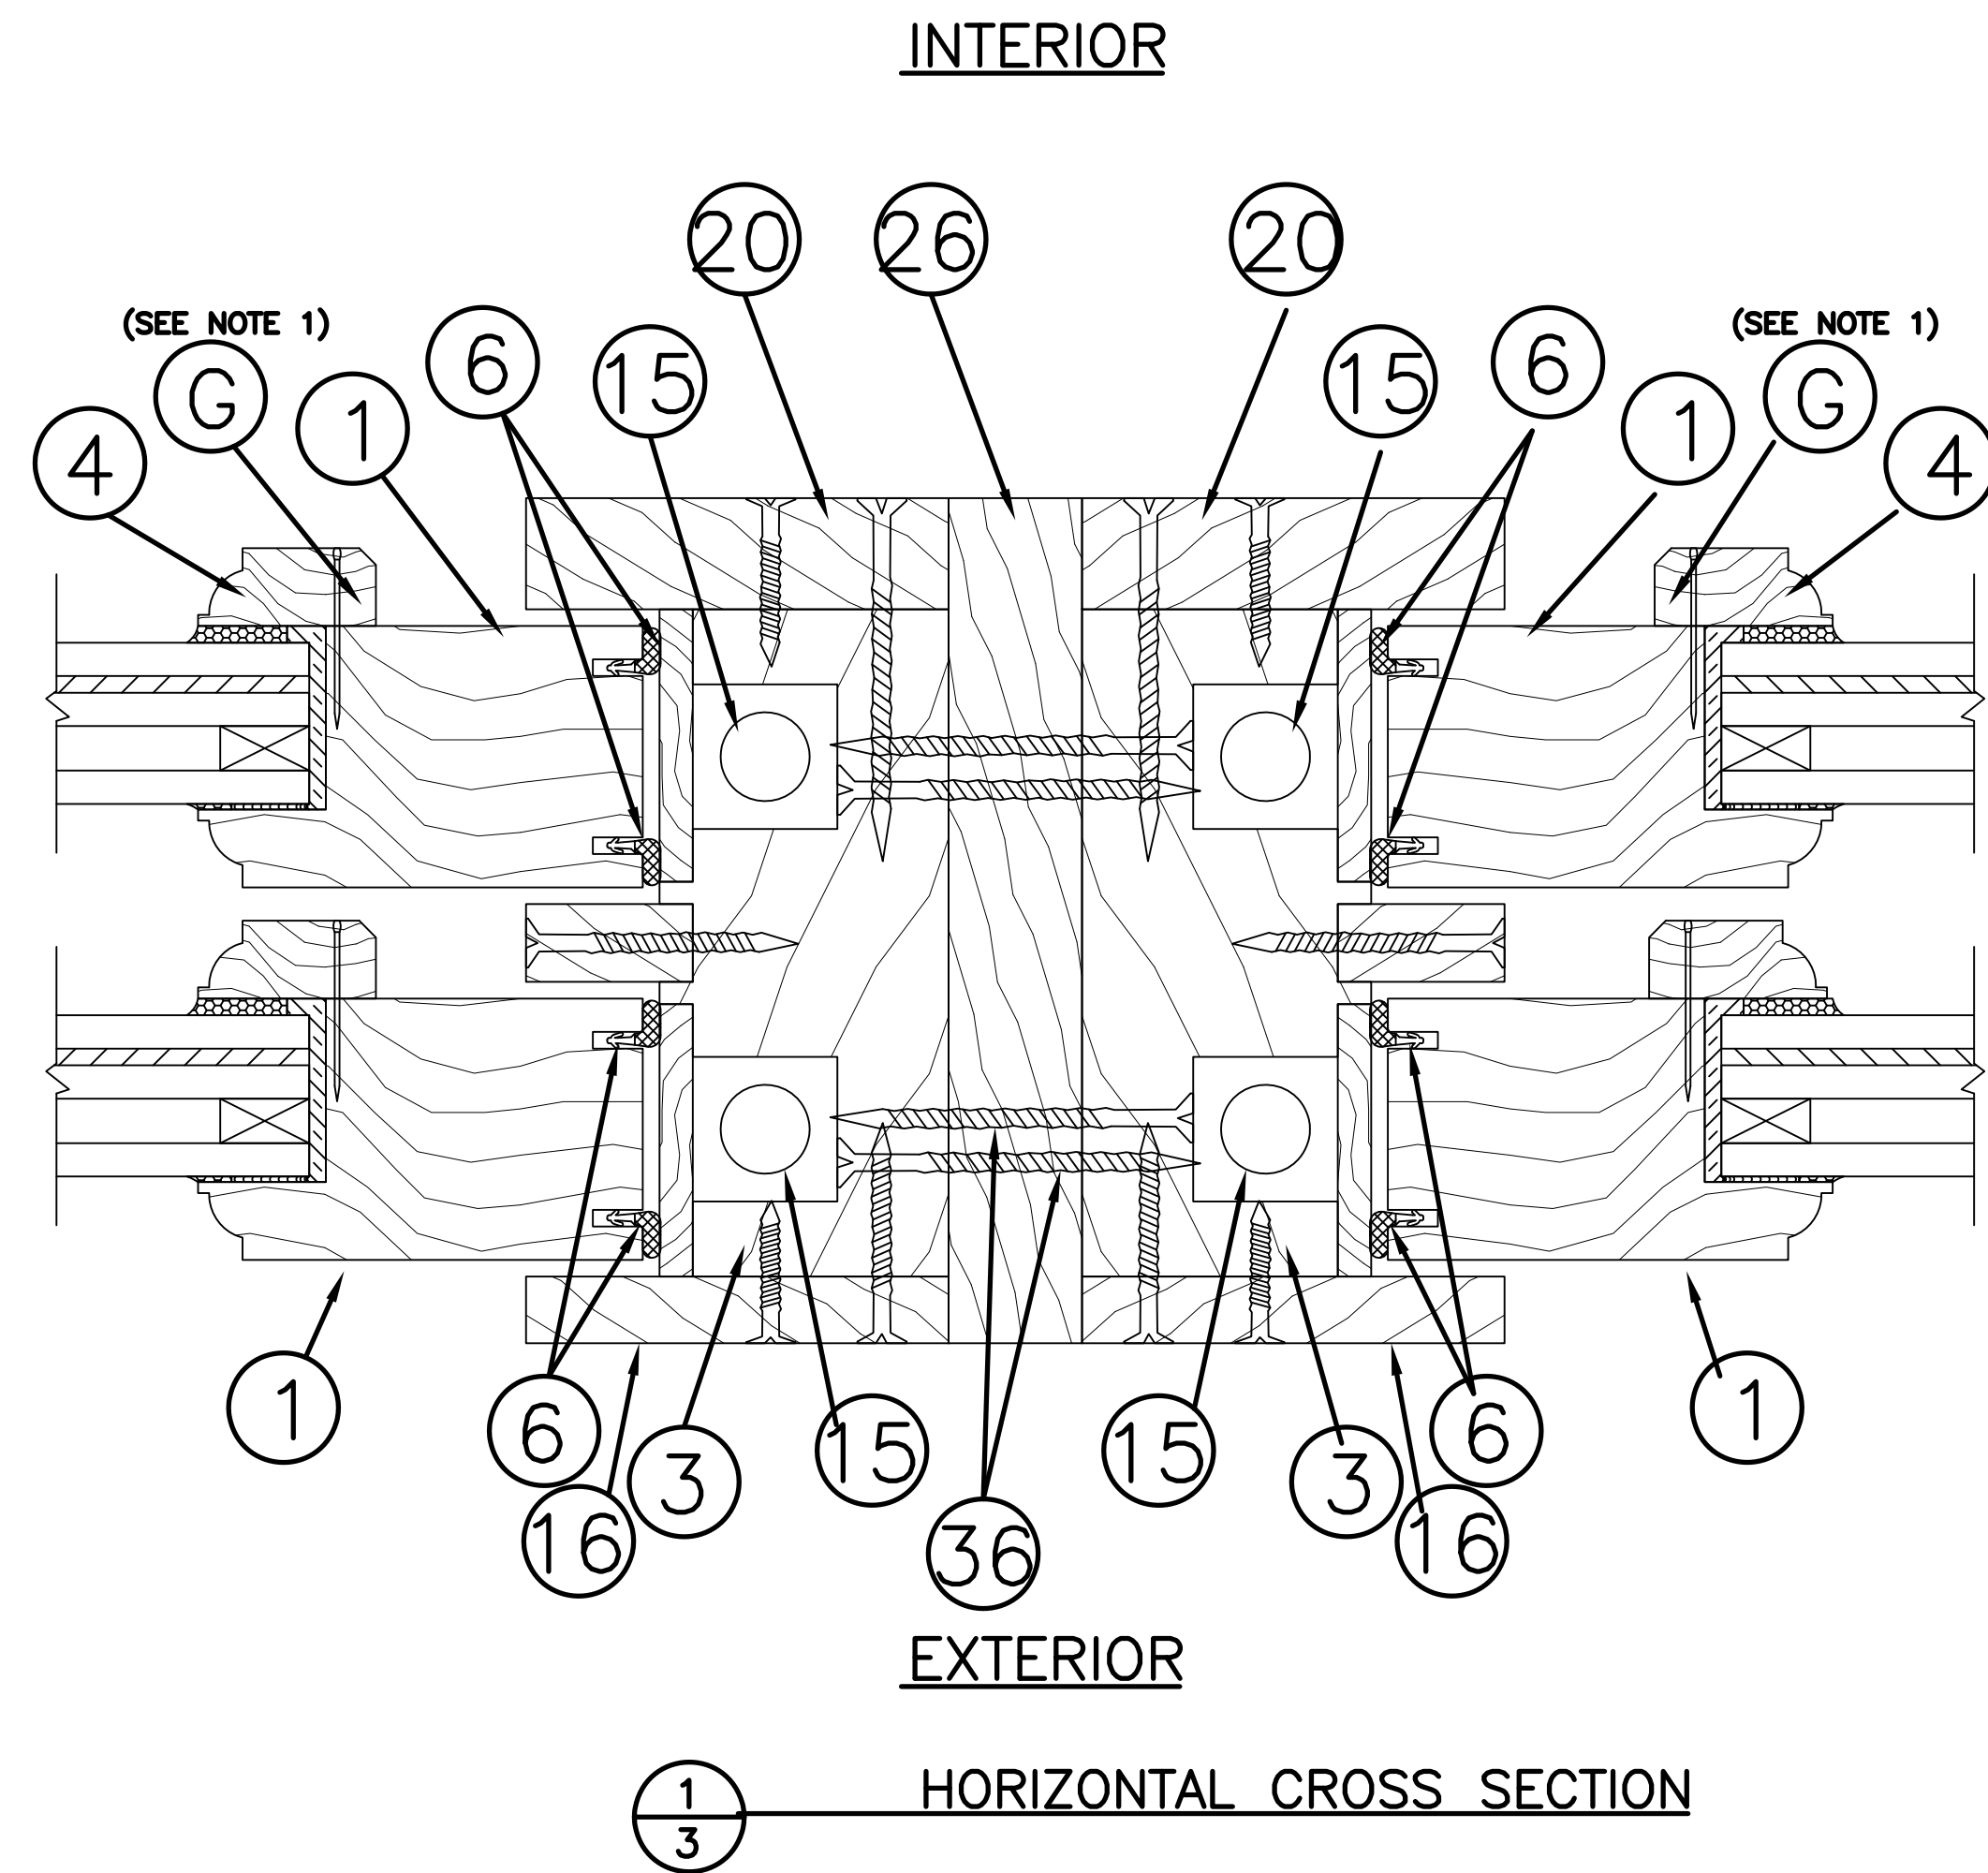 INTERIOR
20 26 20
(SEE NOTE 1) (SEE NOTE 1)
6 15 15 6
G 1 1 G
4 4
1 6 15 15 6 1
3 3
16 36 16
EXTERIOR
1
HORIZONTAL CROSS SECTION
3